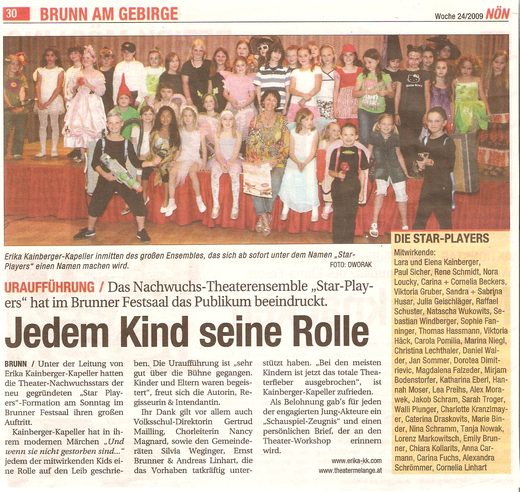 30 BRUNN AM GEBIRGE
Woche 24/2009 NÖN
Erika Kainberger-Kapeller inmitten des großen Ensembles, das sich ab sofort unter dem Namen „Star-
Players“ einen Namen machen wird.
FOTO: DWORAK
URAUFFÜHRUNG / Das Nachwuchs-Theaterensemble „Star-Play-
ers“ hat im Brunner Festsaal das Publikum beeindruckt.
Jedem Kind seine Rolle
BRUNN / Unter der Leitung von
Erika Kainberger-Kapeller hatten
die Theater-Nachwuchsstars der
neu gegründeten „Star Play-
ers“-Formation am Sonntag im
Brunner Festsaal ihren großen
Auftritt.
Kainberger-Kapeller hat in
ihrem modernen Märchen „Und
wenn sie nicht gestorben sind...“
jedem der mitwirkenden Kids eine
eine Rolle auf den Leib geschrie-
ben. Die Uraufführung ist „sehr
gut über die Bühne gegangen.
Kinder und Eltern waren begeis-
tert“, freut sich die Autorin, Re-
gisseurin & Intendantin.
Ihr Dank gilt vor allem auch
Volksschul-Direktorin Gertrud
Mailling, Chorleiterin Nancy
Magnard, sowie den Gemeinde-
räten Silvia Weginger, Ernst
Brunner & Andreas Linhart, die
das Vorhaben tatkräftig unter-
stützt haben. „Bei den meisten
Kindern ist jetzt das totale Thea-
terfieber ausgebrochen“, ist
Kainberger-Kapeller zufrieden.
Als Belohnung gab's für jeden
der engagierten Jung-Akteure ein
„Schauspiel-Zeugnis“ und einen
persönlichen Brief, der an den
Theater-Workshop erinnern
wird.
www.erika-kk.com
www.theatermelange.at
DIE STAR-PLAYERS
Mitwirkende:
Lara und Elena Kainberger,
Paul Sicher, Rene Schmidt, Nora
Loucky, Carina + Cornelia Beckers,
Viktoria Gruber, Sandra + Sabrina
Husar, Julia Geischläger, Raffael
Schuster, Natascha Wukowits, Se-
bastian Windberger, Sophie Fan-
ninger, Thomas Hassmann, Viktoria
Häck, Carola Pomilia, Marina Niegl,
Christina Lechthaler, Daniel Wal-
der, Jan Sommer, Dorotea Dimit-
rievic, Magdalena Falzeder, Mirjam
Bodenstorfer, Katharina Eberl, Han-
nah Moser, Lea Freihs, Alex Mora-
wek, Jakob Schram, Sarah Troger,
Walli Plunger, Charlotte Kranzlmay-
er, Caterina Draskovits, Marie Bin-
der, Nina Schramm, Tanja Nowak,
Lorenz Markowitsch, Emily Brun-
ner, Chiara Kollarits, Anna Car-
mann, Carina Fuchs, Alexandra
Schrömmer, Cornelia Linhart